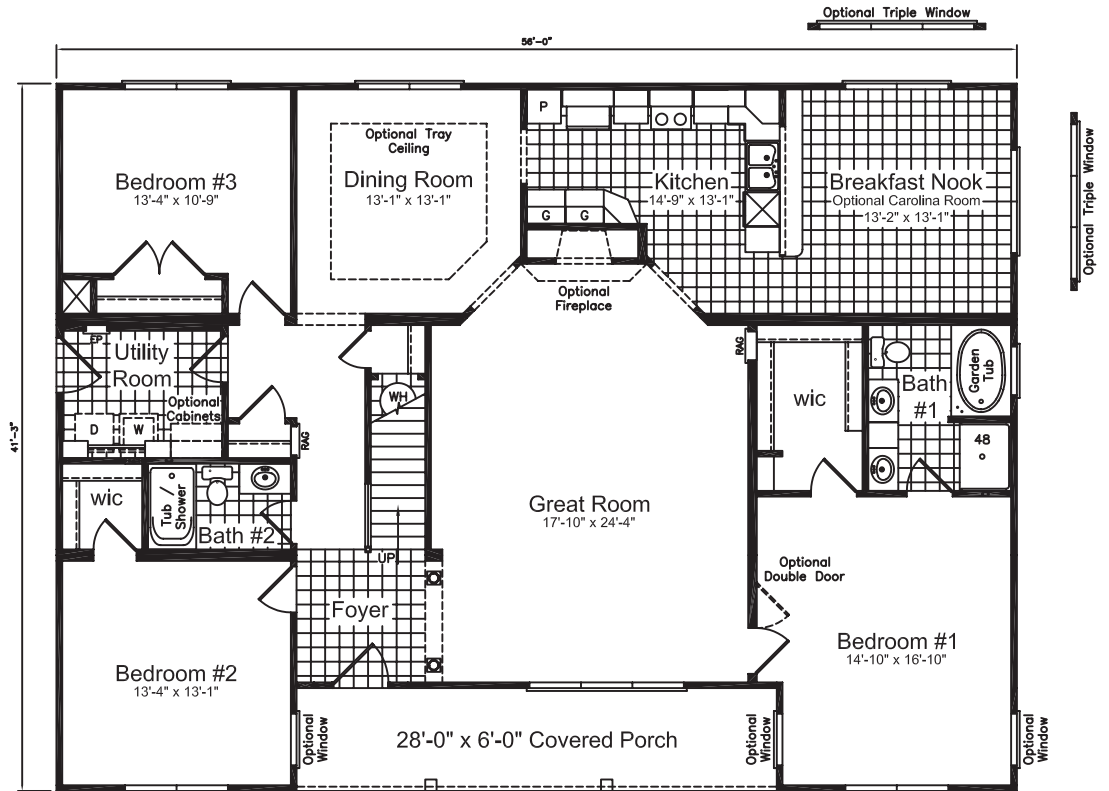 Optional Triple Window
56'-0"
41'-3"
Optional Triple Window
Optional Tray
Ceiling
Dining Room
13'-1" x 13'-1"
Bedroom #3
13'-4" x 10'-9"
P
Kitchen
14'-9" x 13'-1"
G G
Breakfast Nook
Optional Carolina Room
13'-2" x 13'-1"
Optional
Fireplace
EP
Utility
Room
Optional
Cabinets
D W
RAG
WH
RAG
wic
Bath
#1
Garden
Tub
48
wic
Tub /
Shower
Bath #2
Great Room
17'-10" x 24'-4"
UP
Foyer
Optional
Double Door
Bedroom #1
14'-10" x 16'-10"
Bedroom #2
13'-4" x 13'-1"
Optional
Window
28'-0" x 6'-0" Covered Porch
Optional
Window
Optional
Window